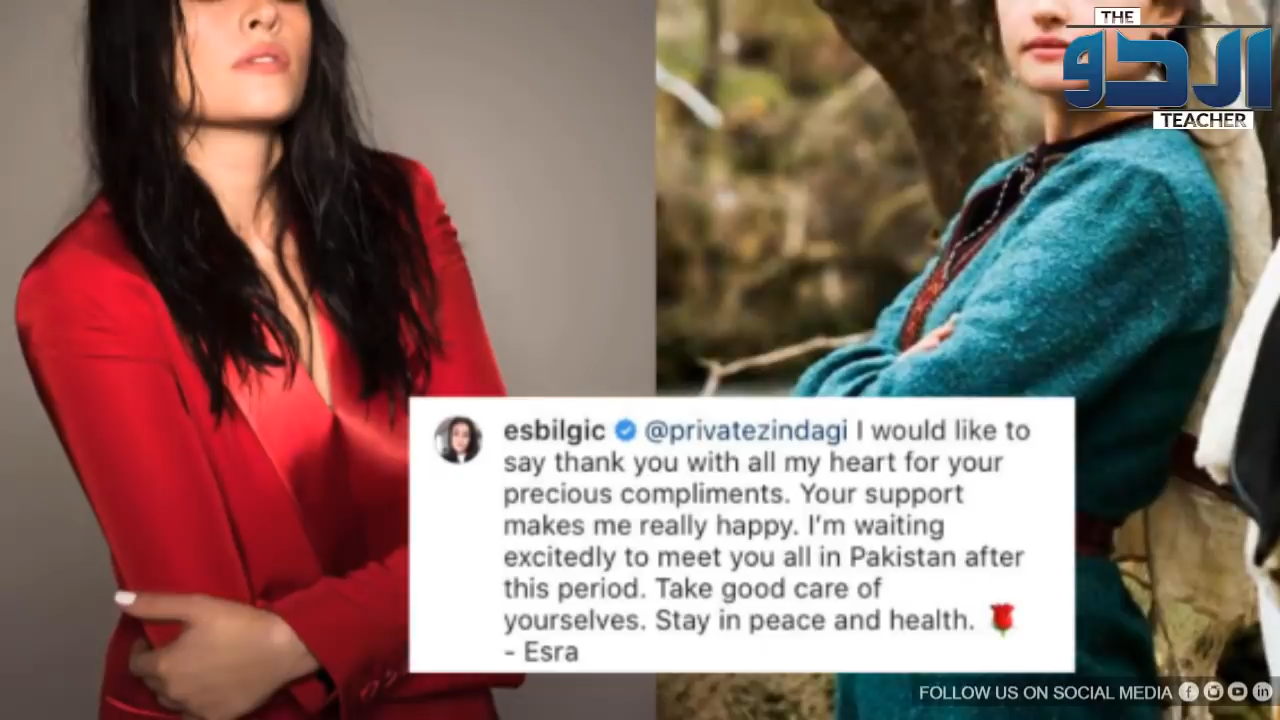 THE
الردو
TEACHER
esbilgic @privatezindagi I would like to
say thank you with all my heart for your
precious compliments. Your support
makes me really happy. I'm waiting
excitedly to meet you all in Pakistan after
this period. Take good care of
yourselves. Stay in peace and health.
- Esra
FOLLOW US ON SOCIAL MEDIA